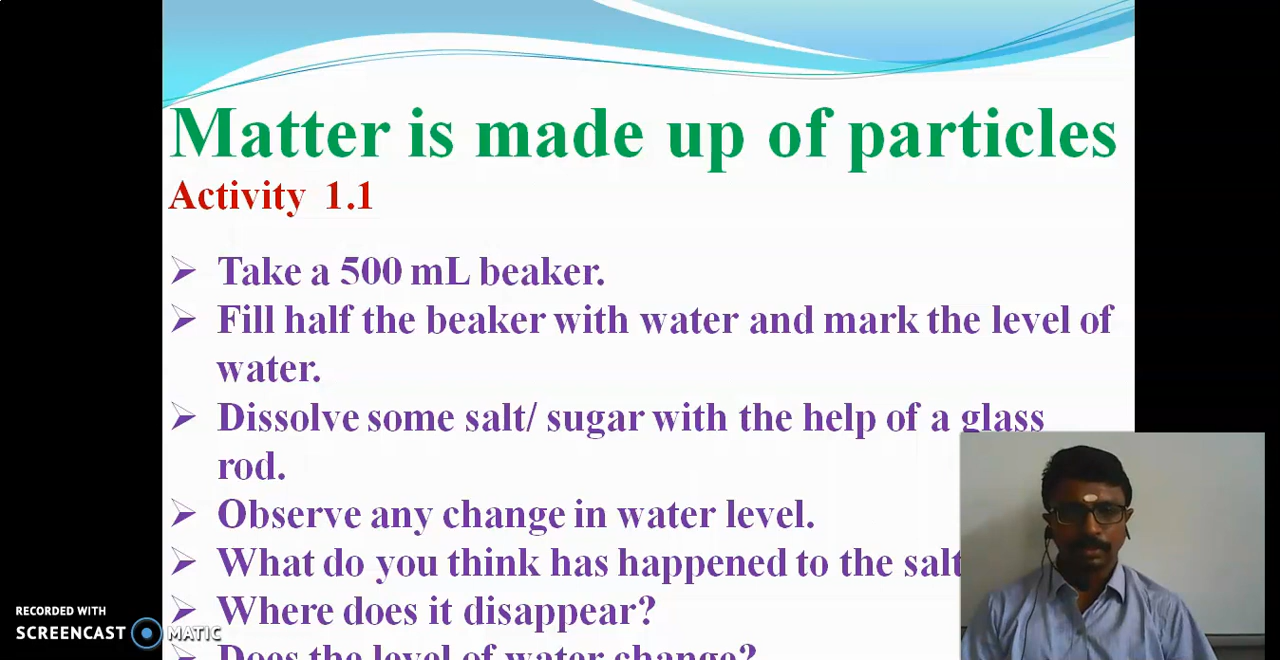 Matter is made up of particles
Activity 1.1
➢ Take a 500 mL beaker.
➢ Fill half the beaker with water and mark the level of
water.
➢ Dissolve some salt/ sugar with the help of a glass
rod.
➢ Observe any change in water level.
➢ What do you think has happened to the salt
➢ Where does it disappear?
➢ Does the level of water change?
RECORDED WITH
SCREENCAST MATIC